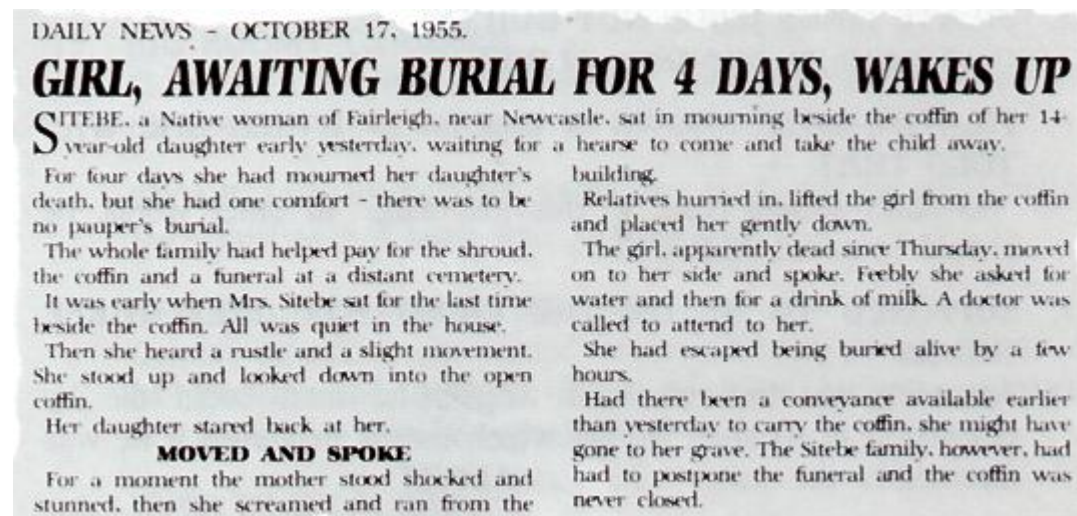 DAILY NEWS - OCTOBER 17, 1955.
GIRL, AWAITING BURIAL FOR 4 DAYS, WAKES UP
SITEBE, a Native woman of Fairleigh, near Newcastle, sat in mourning beside the coffin of her 14-
year-old daughter early yesterday, waiting for a hearse to come and take the child away.
For four days she had mourned her daughter's
death, but she had one comfort - there was to be
no pauper's burial.
The whole family had helped pay for the shroud,
the coffin and a funeral at a distant cemetery.
It was early when Mrs. Sitebe sat for the last time
beside the coffin. All was quiet in the house.
Then she heard a rustle and a slight movement.
She stood up and looked down into the open
coffin.
Her daughter stared back at her.
MOVED AND SPOKE
For a moment the mother stood shocked and
stunned, then she screamed and ran from the
building.
Relatives hurried in, lifted the girl from the coffin
and placed her gently down.
The girl, apparently dead since Thursday, moved
on to her side and spoke. Feebly she asked for
water and then for a drink of milk. A doctor was
called to attend to her.
She had escaped being buried alive by a few
hours.
Had there been a conveyance available earlier
than yesterday to carry the coffin, she might have
gone to her grave. The Sitebe family, however, had
had to postpone the funeral and the coffin was
never closed.